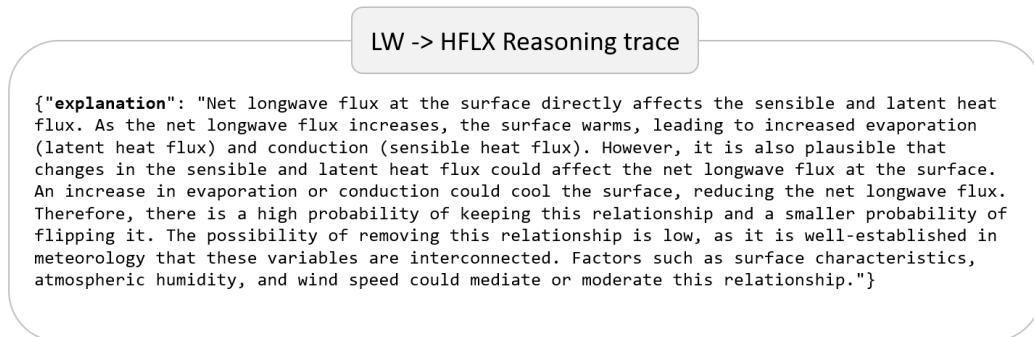 LW -> HFLX Reasoning trace
{"explanation": "Net longwave flux at the surface directly affects the sensible and latent heat
flux. As the net longwave flux increases, the surface warms, leading to increased evaporation
(latent heat flux) and conduction (sensible heat flux). However, it is also plausible that
changes in the sensible and latent heat flux could affect the net longwave flux at the surface.
An increase in evaporation or conduction could cool the surface, reducing the net longwave flux.
Therefore, there is a high probability of keeping this relationship and a smaller probability of
flipping it. The possibility of removing this relationship is low, as it is well-established in
meteorology that these variables are interconnected. Factors such as surface characteristics,
atmospheric humidity, and wind speed could mediate or moderate this relationship."}